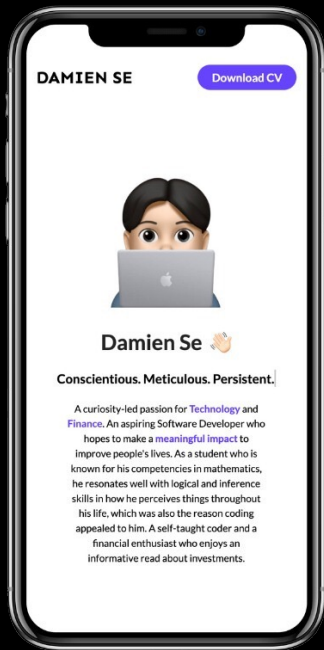 DAMIEN SE
Download CV
Damien Se 👋🏻
Conscientious. Meticulous. Persistent.
A curiosity-led passion for Technology and
Finance. An aspiring Software Developer who
hopes to make a meaningful impact to
improve people's lives. As a student who is
known for his competencies in mathematics,
he resonates well with logical and inference
skills in how he perceives things throughout
his life, which was also the reason coding
appealed to him. A self-taught coder and a
financial enthusiast who enjoys an
informative read about investments.